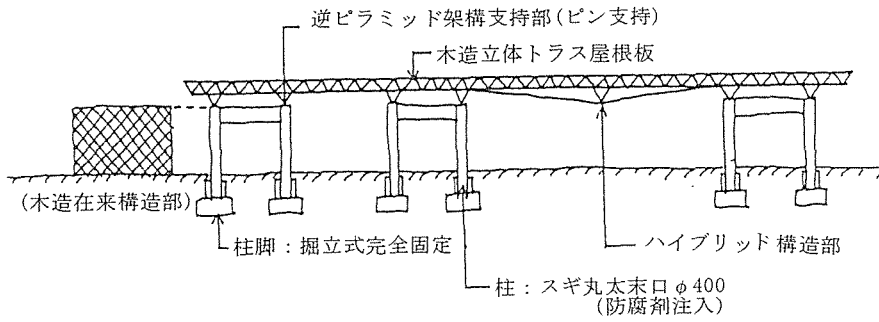 逆ピラミッド架構支持部(ピン支持)
木造立体トラス屋根板
(木造在来構造部)
柱脚：掘立式完全固定
ハイブリッド構造部
柱：スギ丸太末口φ400
(防腐剤注入)